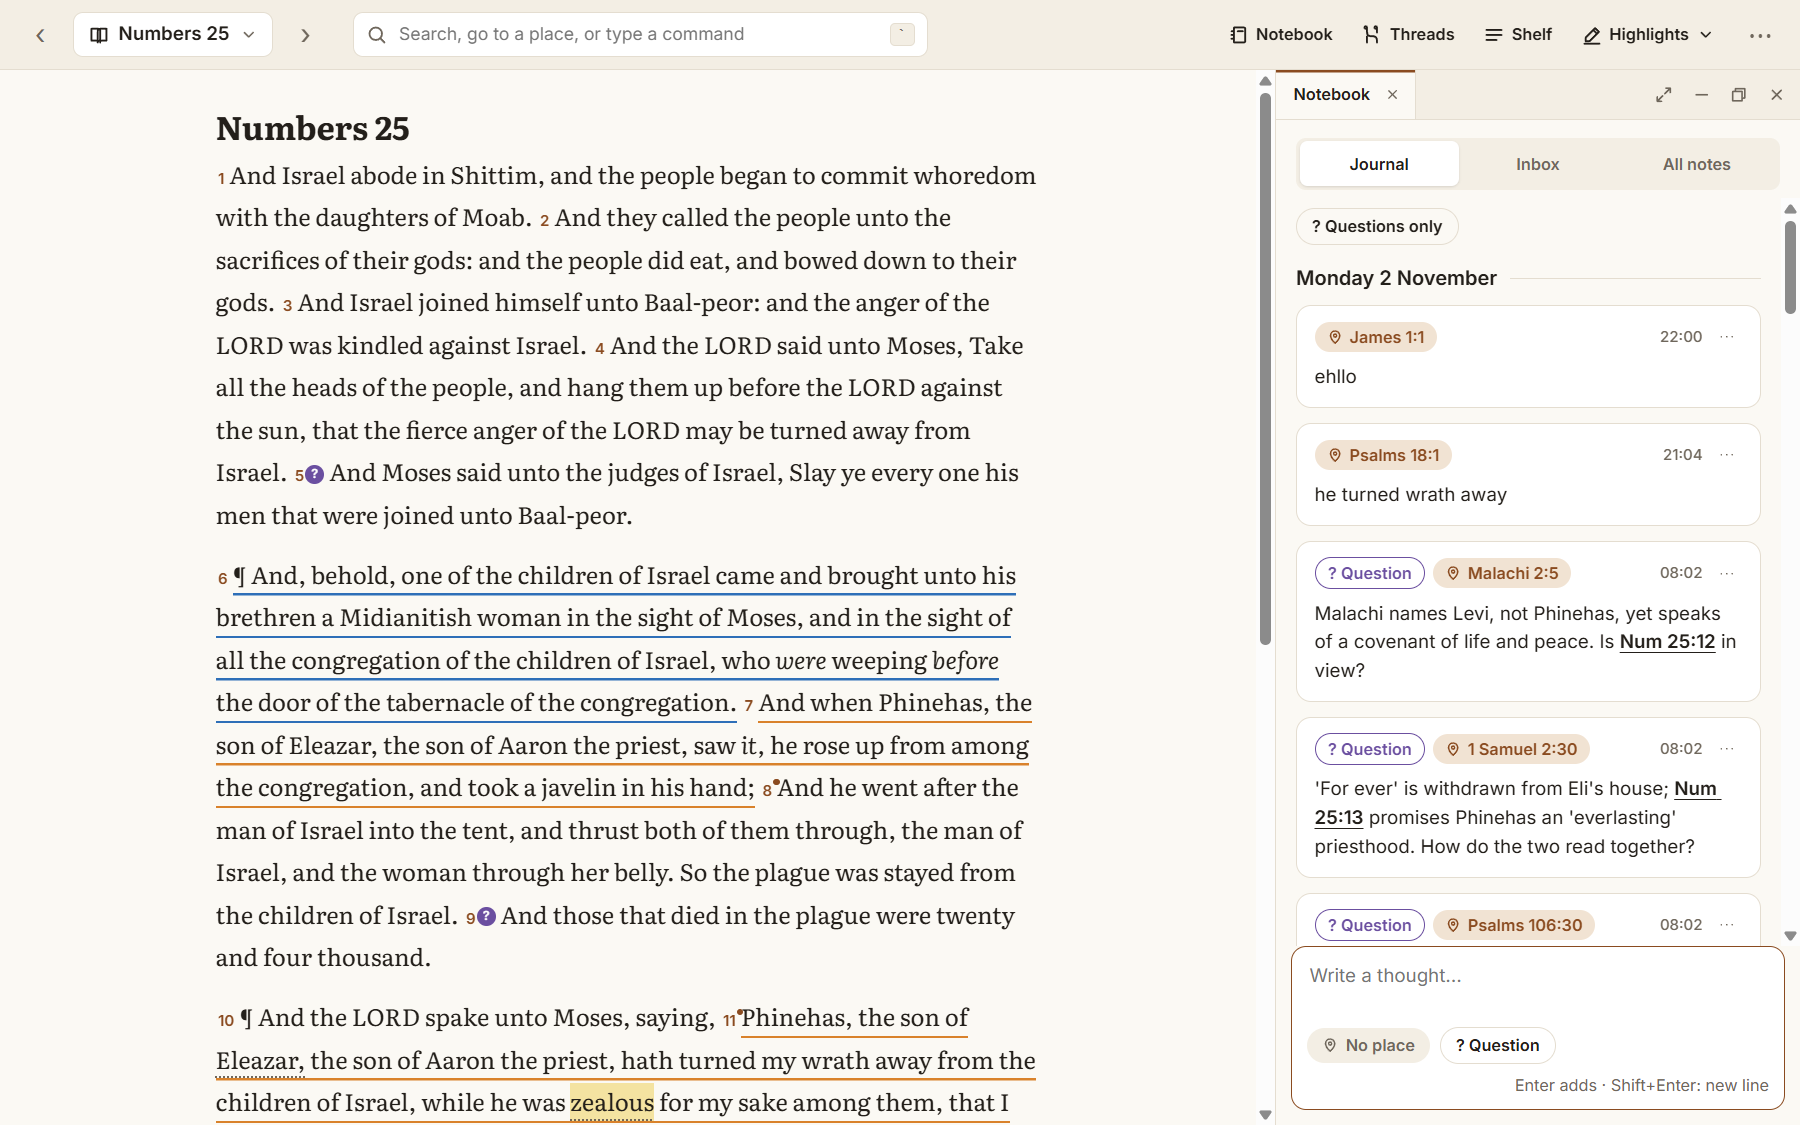 Numbers 25
Search, go to a place, or type a command
`
Notebook
Threads
Shelf
Highlights
Numbers 25
1 And Israel abode in Shittim, and the people began to commit whoredom
with the daughters of Moab. 2 And they called the people unto the
sacrifices of their gods: and the people did eat, and bowed down to their
gods. 3 And Israel joined himself unto Baal-peor: and the anger of the
LORD was kindled against Israel. 4 And the LORD said unto Moses, Take
all the heads of the people, and hang them up before the LORD against
the sun, that the fierce anger of the LORD may be turned away from
Israel. 5 ? And Moses said unto the judges of Israel, Slay ye every one his
men that were joined unto Baal-peor.
6 ¶ And, behold, one of the children of Israel came and brought unto his
brethren a Midianitish woman in the sight of Moses, and in the sight of
all the congregation of the children of Israel, who were weeping before
the door of the tabernacle of the congregation. 7 And when Phinehas, the
son of Eleazar, the son of Aaron the priest, saw it, he rose up from among
the congregation, and took a javelin in his hand; 8 And he went after the
man of Israel into the tent, and thrust both of them through, the man of
Israel, and the woman through her belly. So the plague was stayed from
the children of Israel. 9 ? And those that died in the plague were twenty
and four thousand.
10 ¶ And the LORD spake unto Moses, saying, 11 Phinehas, the son of
Eleazar, the son of Aaron the priest, hath turned my wrath away from the
children of Israel, while he was zealous for my sake among them, that I
Notebook
Journal
Inbox
All notes
? Questions only
Monday 2 November
James 1:1 22:00
ehllo
Psalms 18:1 21:04
he turned wrath away
? Question Malachi 2:5 08:02
Malachi names Levi, not Phinehas, yet speaks
of a covenant of life and peace. Is Num 25:12 in
view?
? Question 1 Samuel 2:30 08:02
'For ever' is withdrawn from Eli's house; Num
25:13 promises Phinehas an 'everlasting'
priesthood. How do the two read together?
? Question Psalms 106:30 08:02
Write a thought...
No place
? Question
Enter adds · Shift+Enter: new line